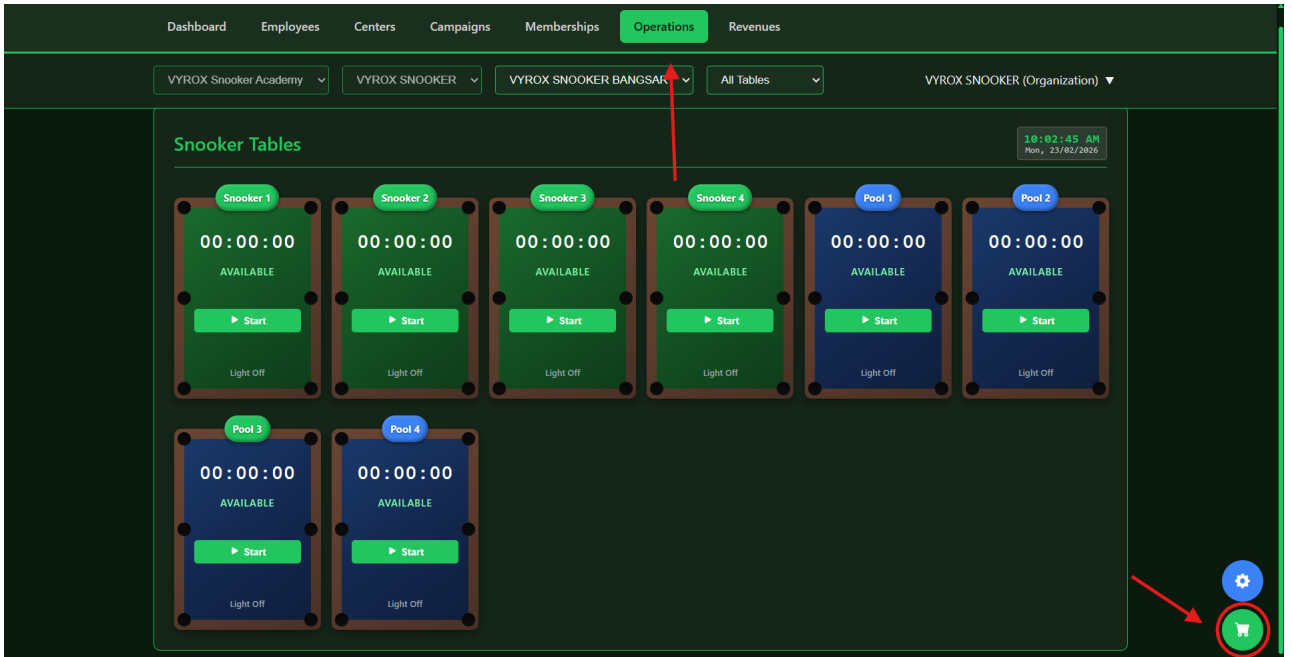 Dashboard Employees Centers Campaigns Memberships Operations Revenues
VYROX Snooker Academy VYROX SNOOKER VYROX SNOOKER BANGSAR All Tables VYROX SNOOKER (Organization) ▼
Snooker Tables
10:02:45 AM
Mon, 23/02/2026
Snooker 1 Snooker 2 Snooker 3 Snooker 4 Pool 1 Pool 2
00:00:00 00:00:00 00:00:00 00:00:00 00:00:00 00:00:00
AVAILABLE AVAILABLE AVAILABLE AVAILABLE AVAILABLE AVAILABLE
Start Start Start Start Start Start
Light Off Light Off Light Off Light Off Light Off Light Off
Pool 3 Pool 4
00:00:00 00:00:00
AVAILABLE AVAILABLE
Start Start
Light Off Light Off